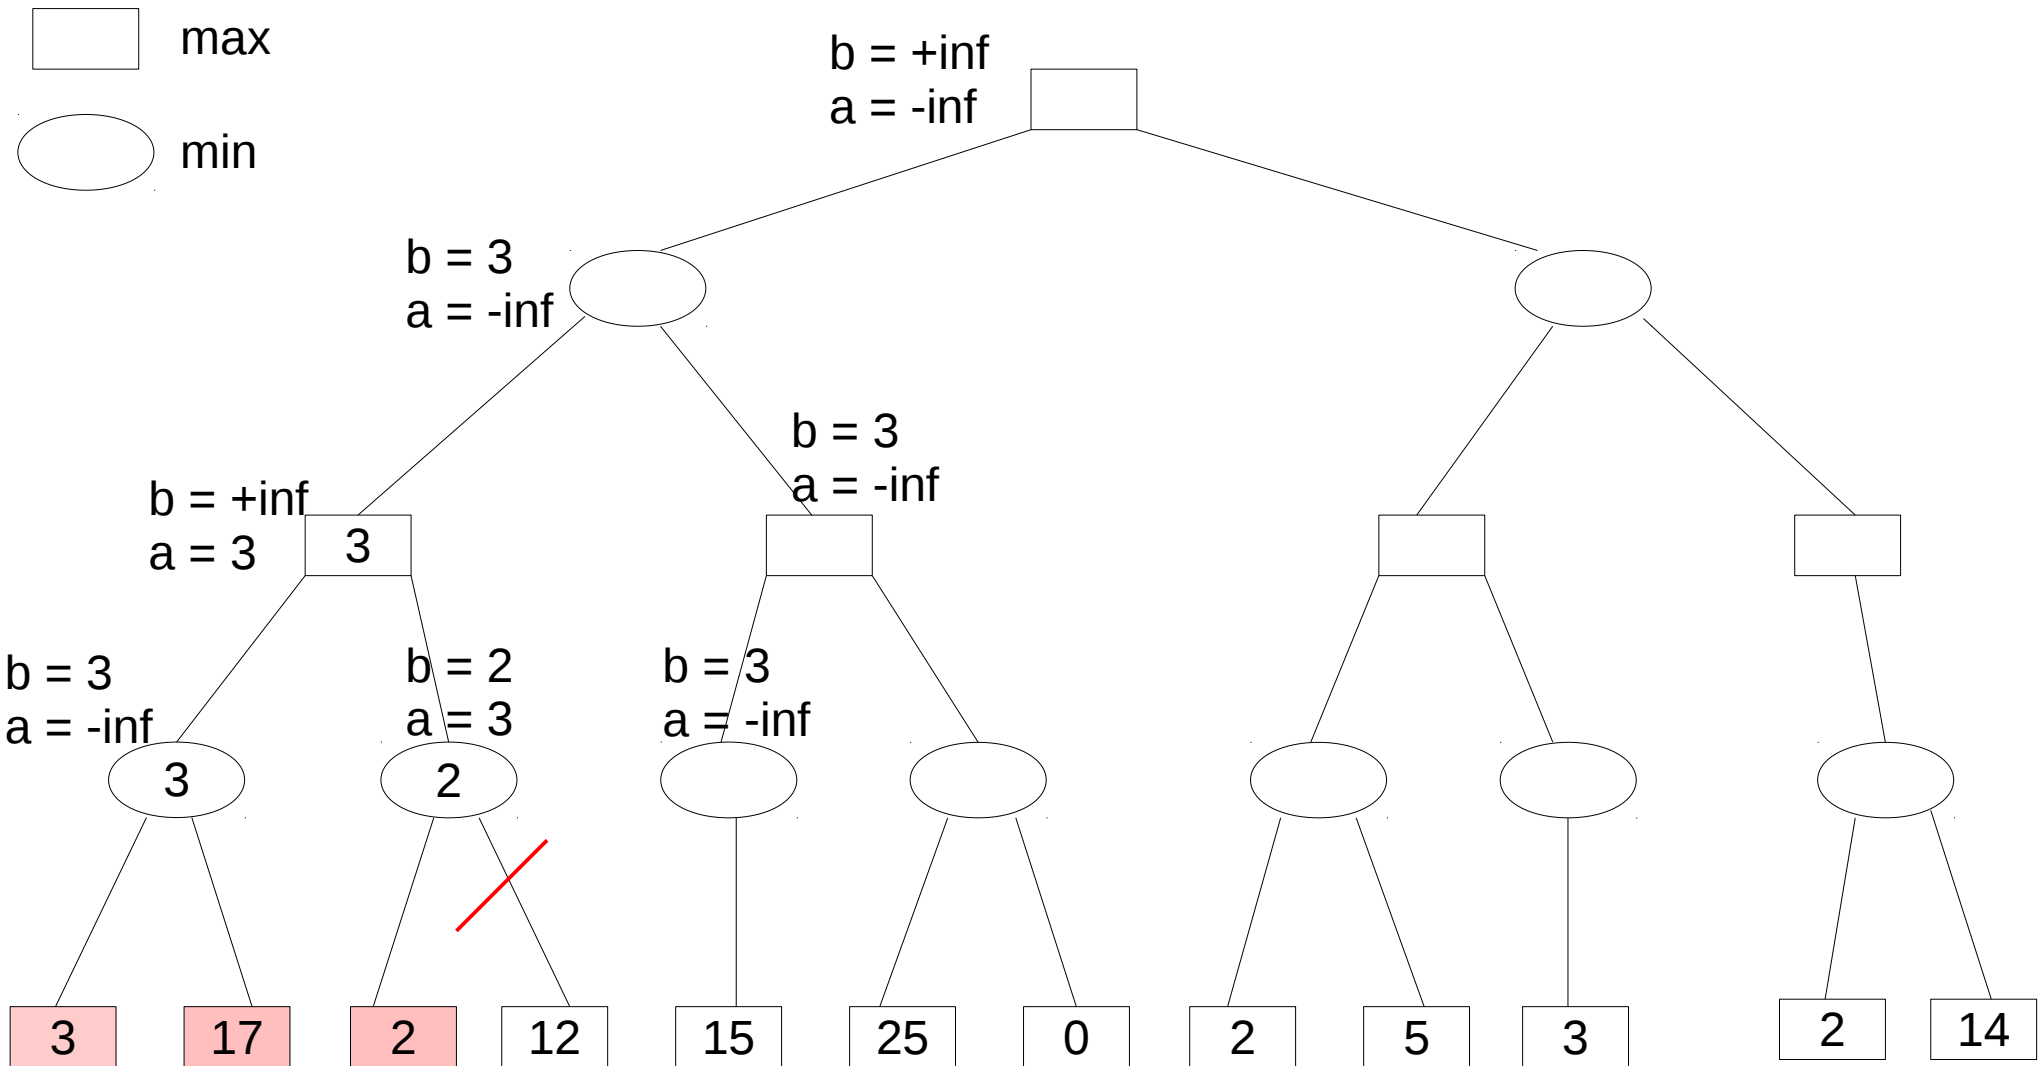 max
b = +inf
a = -inf
min
b = 3
a = -inf
b = 3
a = -inf
b = +inf
a = 3
3
b = 3
a = -inf
b = 2
a = 3
b = 3
a = -inf
3
2
3
17
2
12
15
25
0
2
5
3
2
14